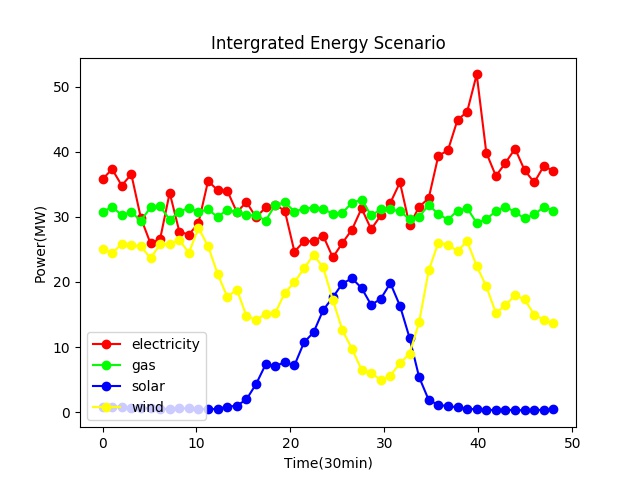 Intergrated Energy Scenario
Power(MW)
50
40
30
20
10
0
electricity
gas
solar
wind
0 10 20 30 40 50
Time(30min)